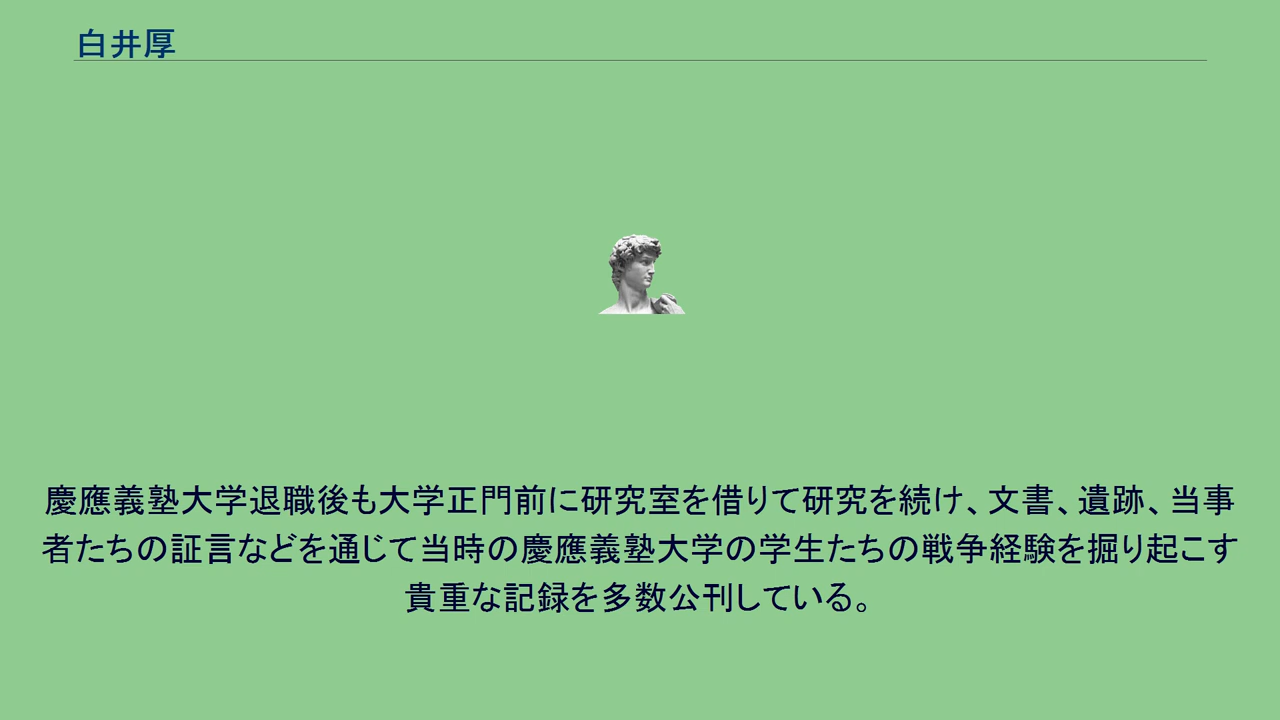 白井厚
慶應義塾大学退職後も大学正門前に研究室を借りて研究を続け、文書、遺跡、当事
者たちの証言などを通じて当時の慶應義塾大学の学生たちの戦争経験を掘り起こす
貴重な記録を多数公刊している。